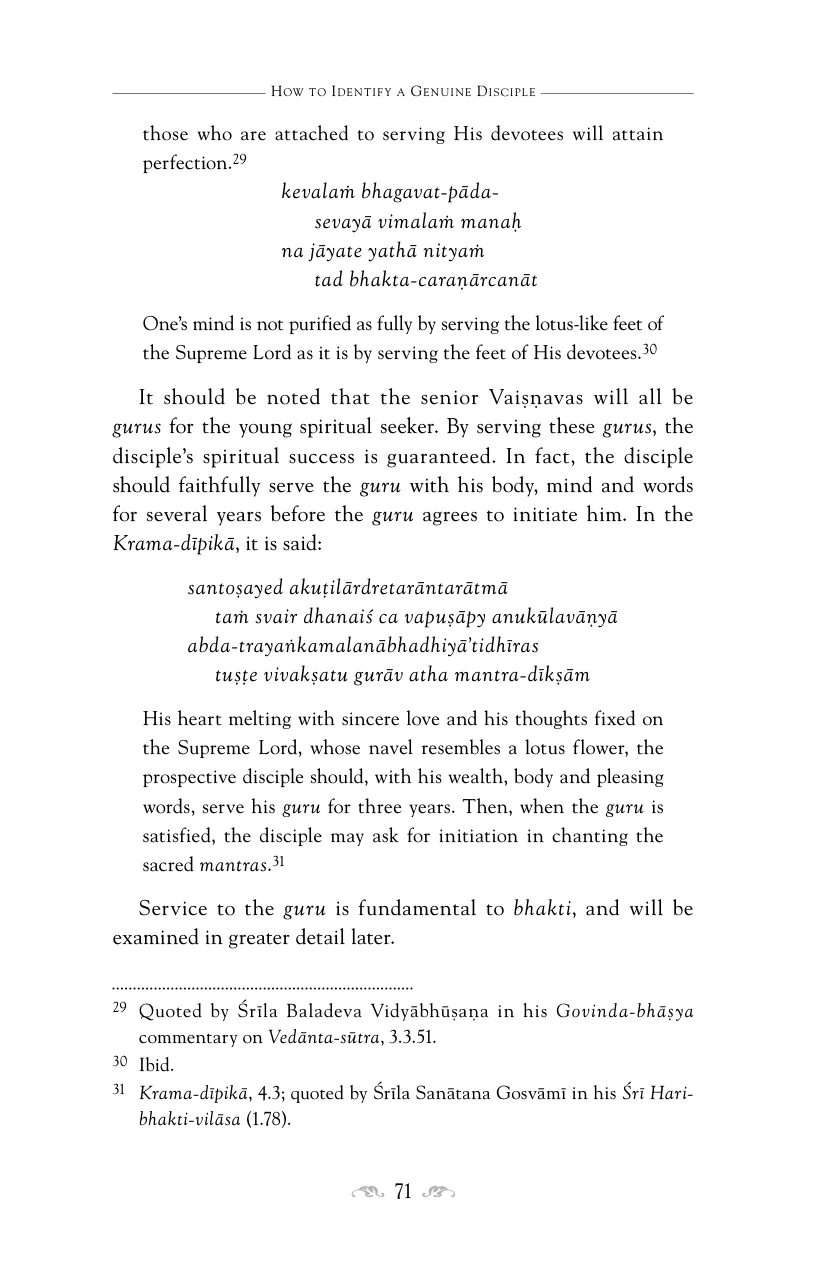 HOW TO IDENTIFY A GENUINE DISCIPLE
those who are attached to serving His devotees will attain
perfection.29
kevalaṁ bhagavat-pāda-
sevayā vimalaṁ manaḥ
na jāyate yathā nityaṁ
tad bhakta-caraṇārcanāt
One's mind is not purified as fully by serving the lotus-like feet of
the Supreme Lord as it is by serving the feet of His devotees.30
It should be noted that the senior Vaiṣṇavas will all be
gurus for the young spiritual seeker. By serving these gurus, the
disciple's spiritual success is guaranteed. In fact, the disciple
should faithfully serve the guru with his body, mind and words
for several years before the guru agrees to initiate him. In the
Krama-dīpikā, it is said:
santoṣayed akuṭilārdretarāntarātmā
taṁ svair dhanaiś ca vapuṣāpy anukūlavāṇyā
abda-trayaṅkamalanābhadhiyā'tidhīras
tuṣṭe vivakṣatu gurāv atha mantra-dīkṣām
His heart melting with sincere love and his thoughts fixed on
the Supreme Lord, whose navel resembles a lotus flower, the
prospective disciple should, with his wealth, body and pleasing
words, serve his guru for three years. Then, when the guru is
satisfied, the disciple may ask for initiation in chanting the
sacred mantras.31
Service to the guru is fundamental to bhakti, and will be
examined in greater detail later.
29 Quoted by Śrīla Baladeva Vidyābhūṣaṇa in his Govinda-bhāṣya
commentary on Vedānta-sūtra, 3.3.51.
30 Ibid.
31 Krama-dīpikā, 4.3; quoted by Śrīla Sanātana Gosvāmī in his Śrī Hari-
bhakti-vilāsa (1.78).
71